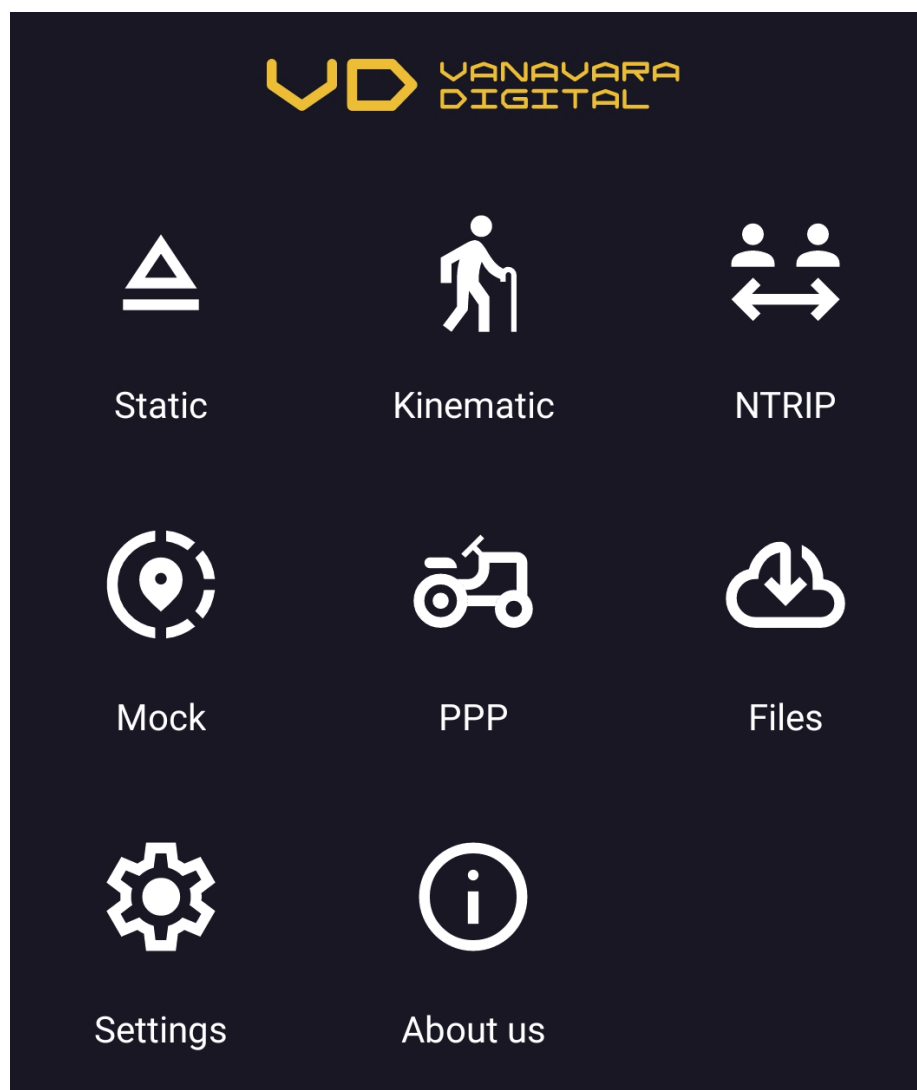 VD VANAVARA
DIGITAL
Static Kinematic NTRIP
Mock PPP Files
Settings About us